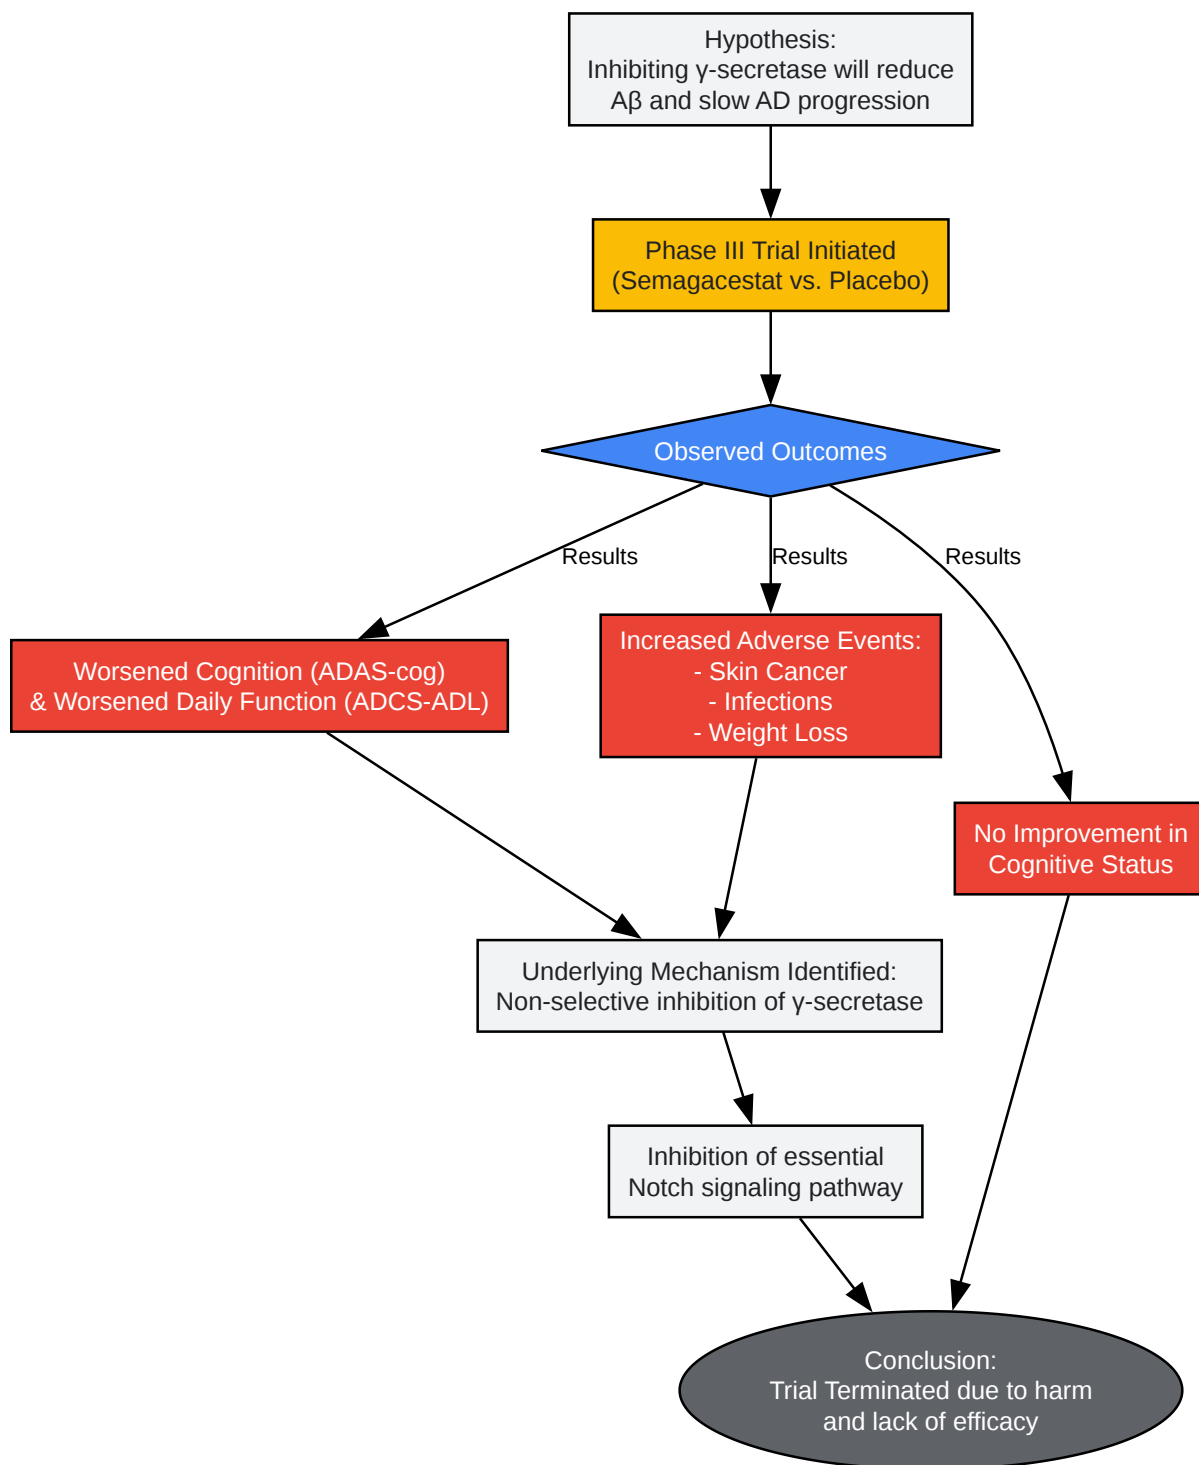 Hypothesis:
Inhibiting γ-secretase will reduce
Aβ and slow AD progression
Phase III Trial Initiated
(Semagacestat vs. Placebo)
Observed Outcomes
Results
Results
Results
Worsened Cognition (ADAS-cog)
& Worsened Daily Function (ADCS-ADL)
Increased Adverse Events:
- Skin Cancer
- Infections
- Weight Loss
No Improvement in
Cognitive Status
Underlying Mechanism Identified:
Non-selective inhibition of γ-secretase
Inhibition of essential
Notch signaling pathway
Conclusion:
Trial Terminated due to harm
and lack of efficacy